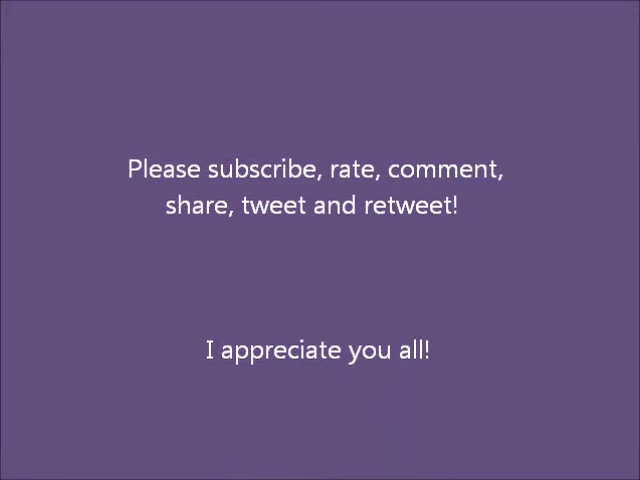 Please subscribe, rate, comment,
share, tweet and retweet!
I appreciate you all!